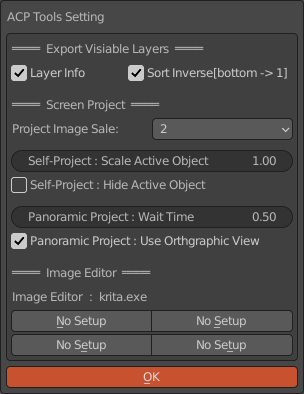 ACP Tools Setting
Export Visiable Layers
Layer Info
Sort Inverse[bottom -> 1]
Screen Project
Project Image Sale: 2
Self-Project : Scale Active Object 1.00
Self-Project : Hide Active Object
Panoramic Project : Wait Time 0.50
Panoramic Project : Use Orthgraphic View
Image Editor
Image Editor : krita.exe
No Setup No Setup
No Setup No Setup
OK